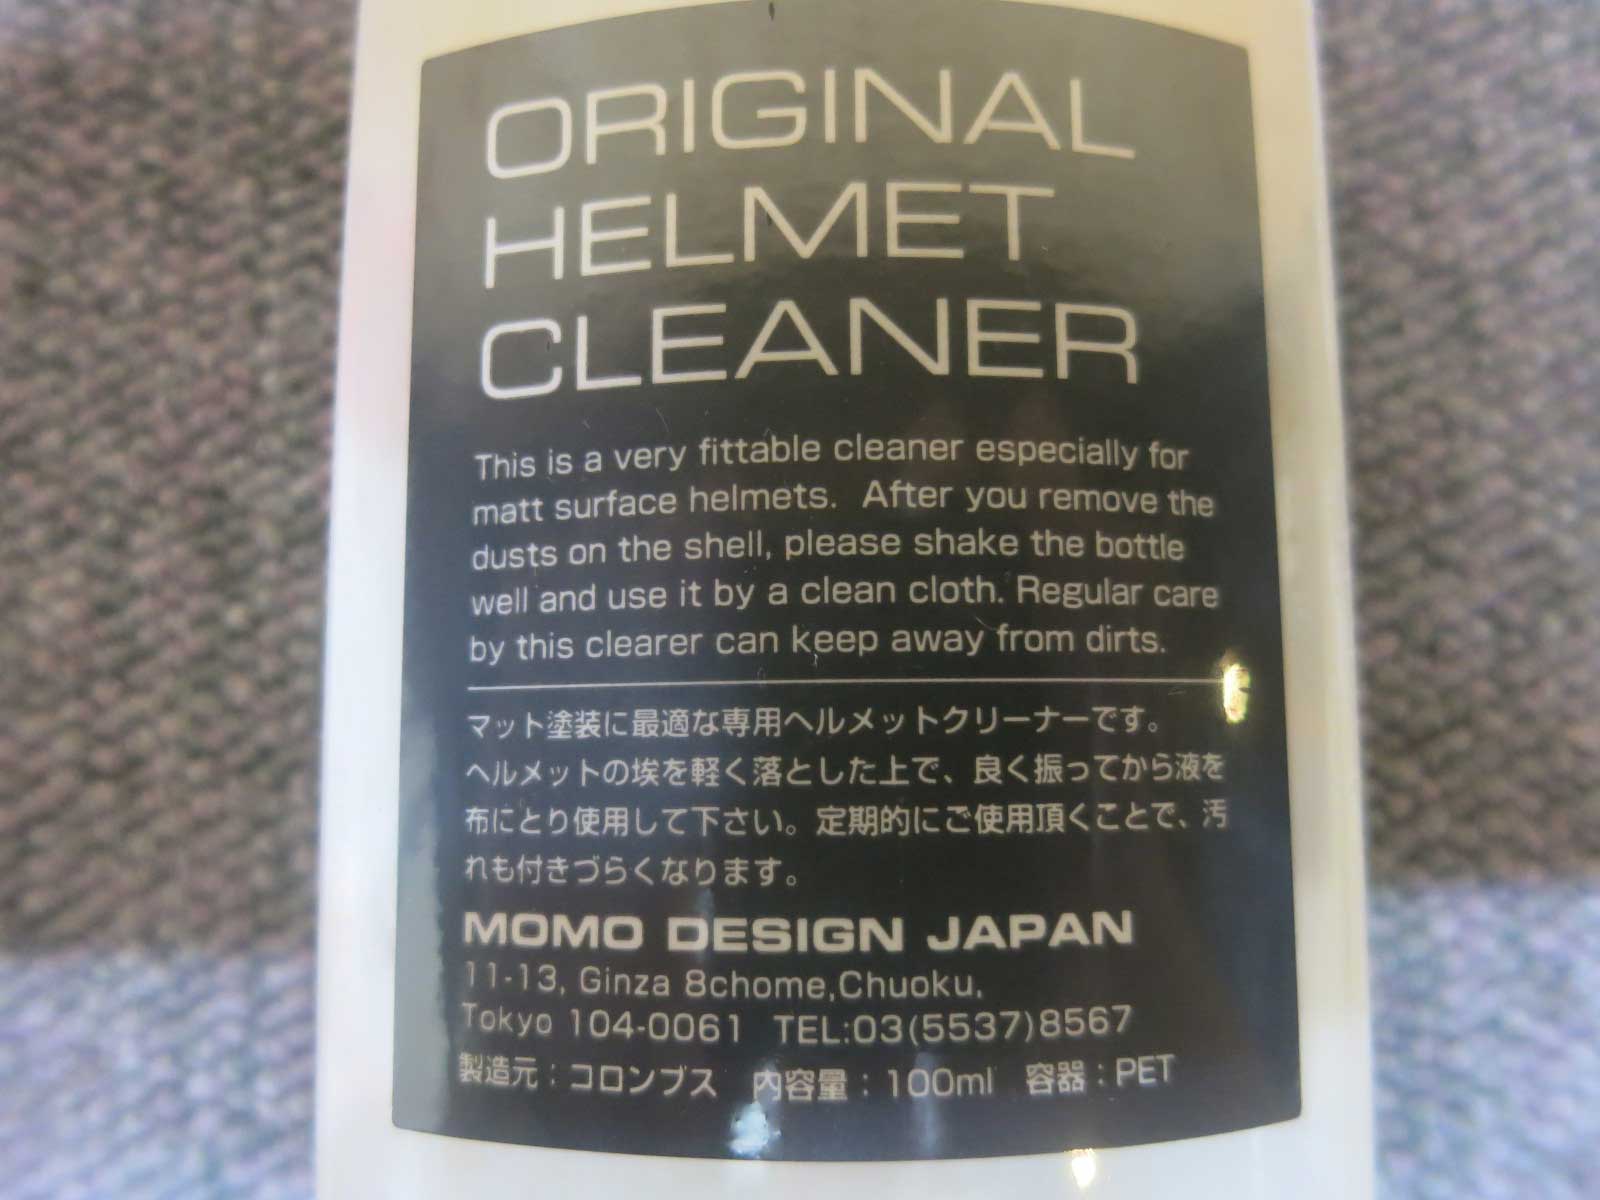 ORIGINAL
HELMET
CLEANER
This is a very fittable cleaner especially for
matt surface helmets. After you remove the
dusts on the shell, please shake the bottle
well and use it by a clean cloth. Regular care
by this clearer can keep away from dirts.
マット塗装に最適な専用ヘルメットクリーナーです。
ヘルメットの埃を軽く落とした上で、良く振ってから液を
布にとり使用して下さい。定期的にご使用頂くことで、汚
れも付きづらくなります。
MOMO DESIGN JAPAN
11-13, Ginza 8chome,Chuoku,
Tokyo 104-0061 TEL:03(5537)8567
製造元：コロンブス 内容量：100ml 容器：PET